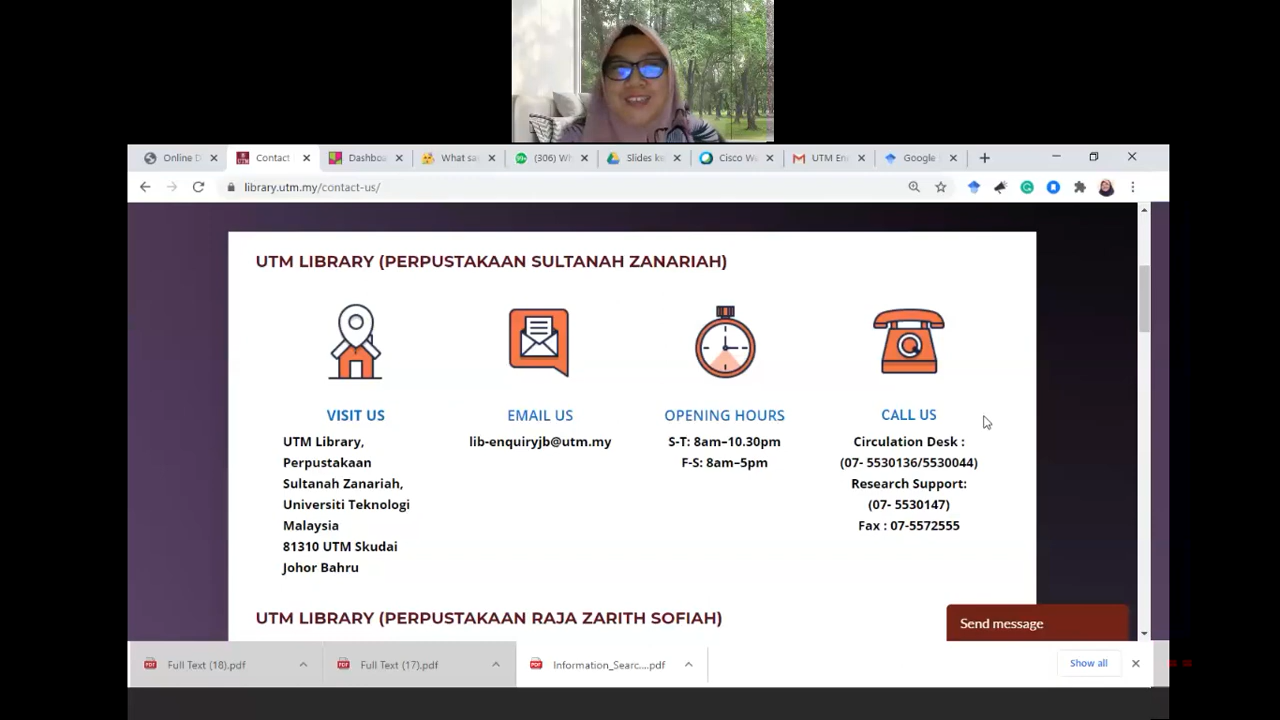 Online D
Contact
Dashbo
What sa
(306) Wh
Slides k
Cisco W
UTM En
Google
library.utm.my/contact-us/
UTM LIBRARY (PERPUSTAKAAN SULTANAH ZANARIAH)
VISIT US
UTM Library,
Perpustakaan
Sultanah Zanariah,
Universiti Teknologi
Malaysia
81310 UTM Skudai
Johor Bahru
EMAIL US
lib-enquiryjb@utm.my
OPENING HOURS
S-T: 8am–10.30pm
F-S: 8am–5pm
CALL US
Circulation Desk :
(07- 5530136/5530044)
Research Support:
(07- 5530147)
Fax : 07-5572555
UTM LIBRARY (PERPUSTAKAAN RAJA ZARITH SOFIAH)
Send message
Full Text (18).pdf
Full Text (17).pdf
Information_Searc....pdf
Show all